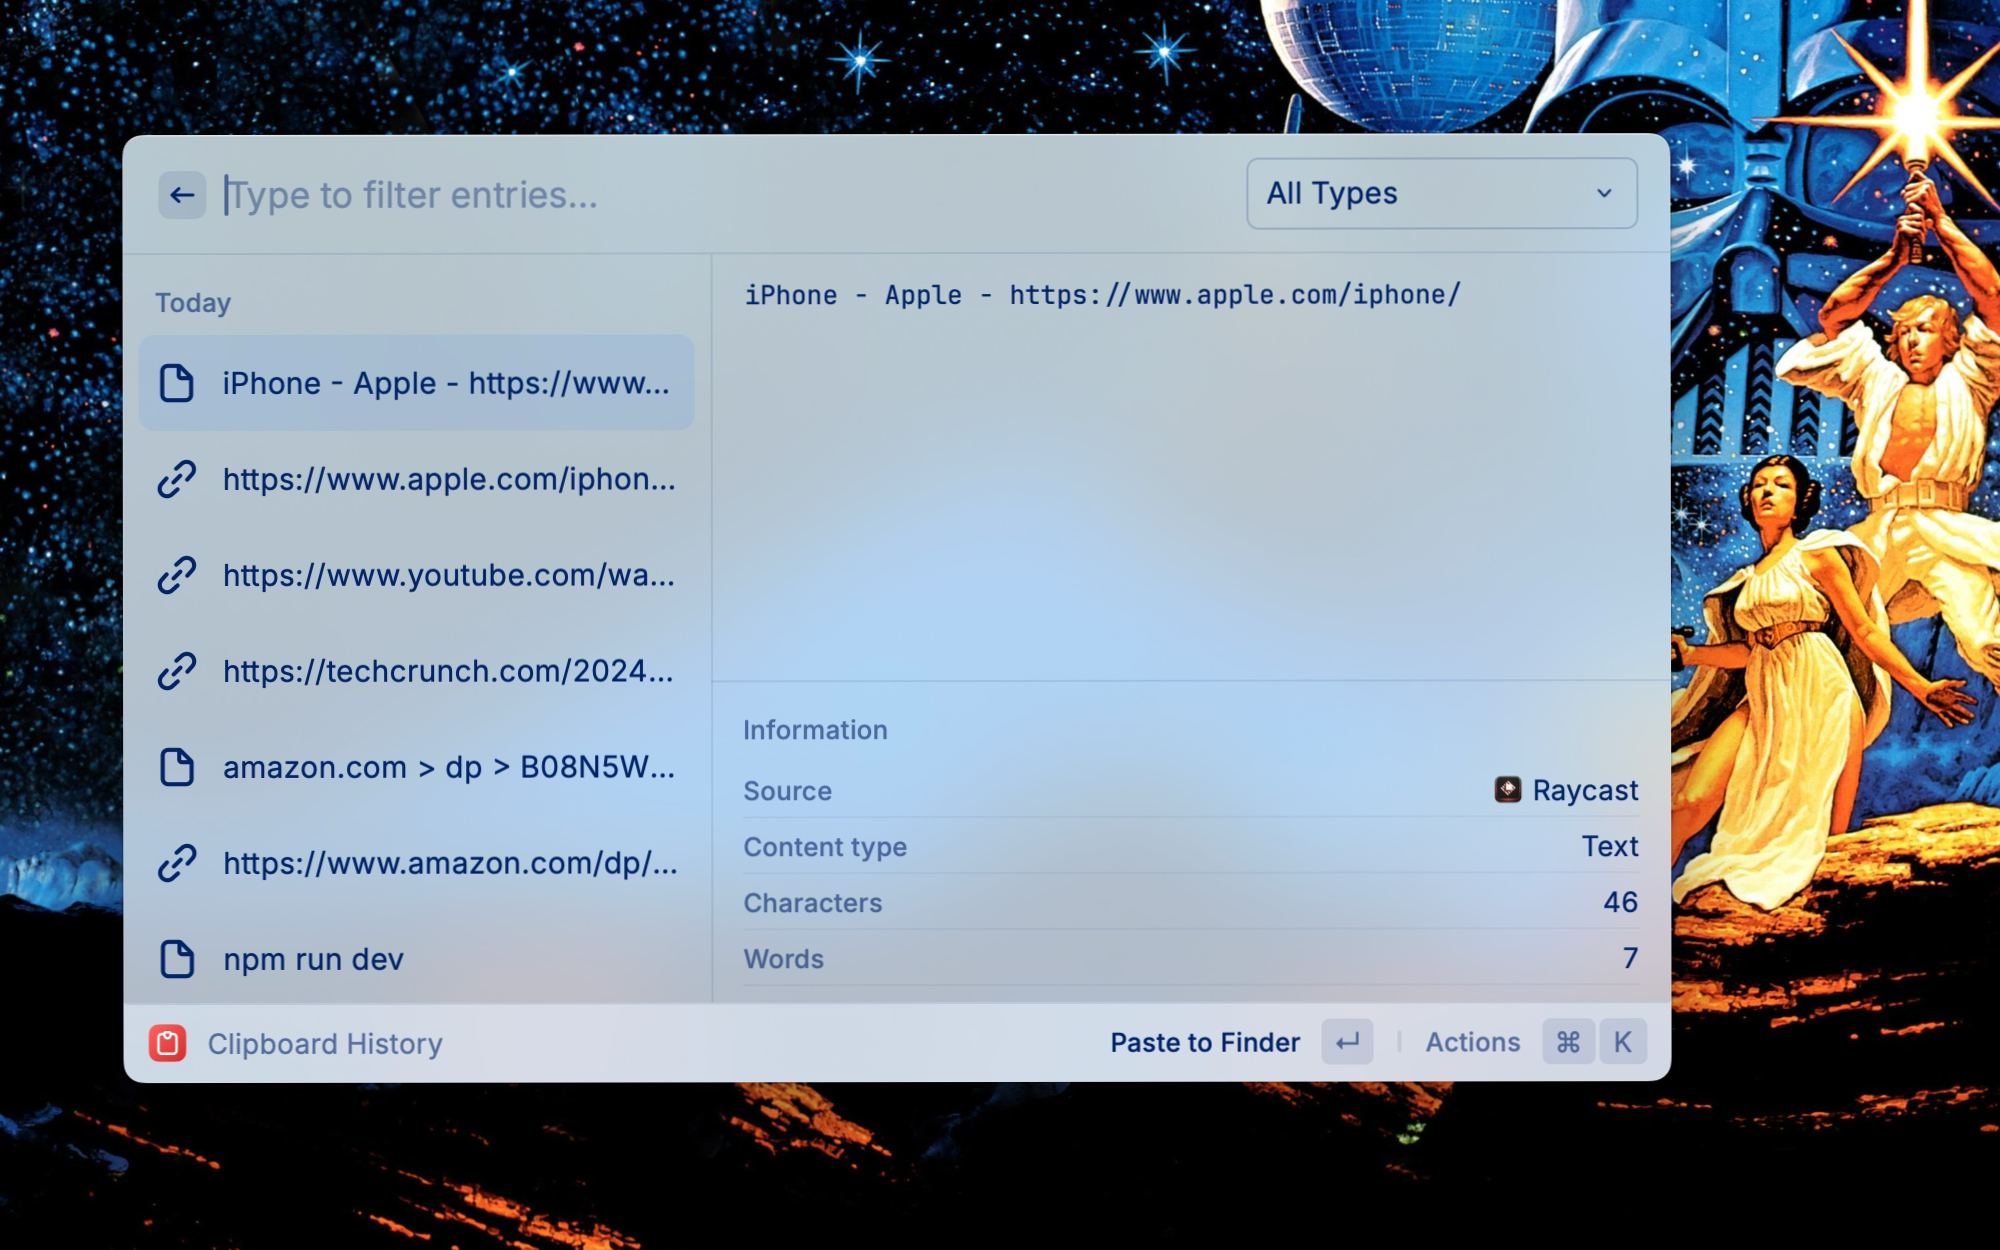 Type to filter entries...
All Types
Today
iPhone - Apple - https://www...
https://www.apple.com/iphon...
https://www.youtube.com/wa...
https://techcrunch.com/2024...
amazon.com > dp > B08N5W...
https://www.amazon.com/dp/...
npm run dev
iPhone - Apple - https://www.apple.com/iphone/
Information
Source Raycast
Content type Text
Characters 46
Words 7
Clipboard History
Paste to Finder ↵ | Actions ⌘ K